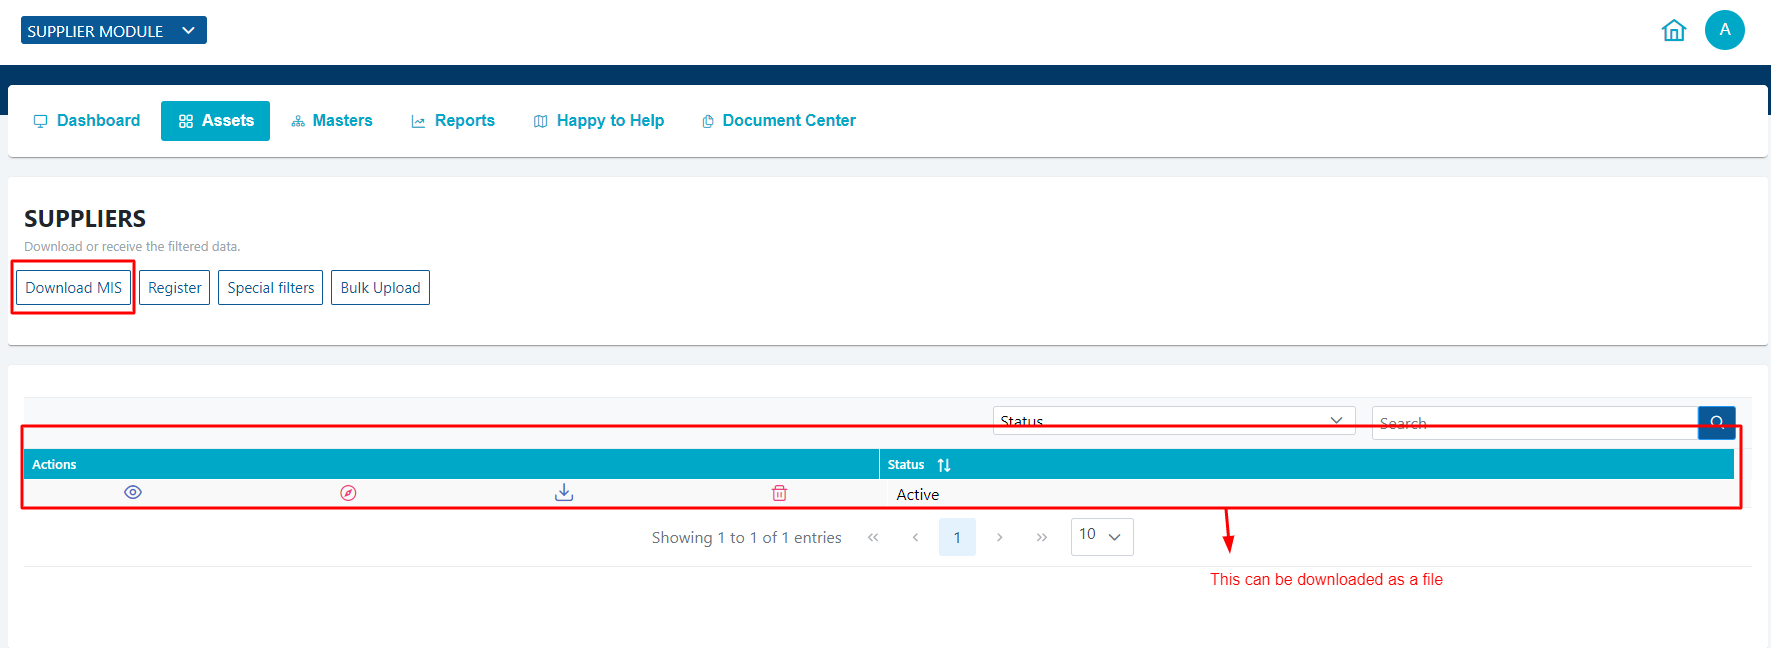 SUPPLIER MODULE
A
Dashboard Assets Masters Reports Happy to Help Document Center
SUPPLIERS
Download or receive the filtered data.
Download MIS Register Special filters Bulk Upload
Status Search
Actions Status
Active
Showing 1 to 1 of 1 entries « ‹ 1 › » 10
This can be downloaded as a file